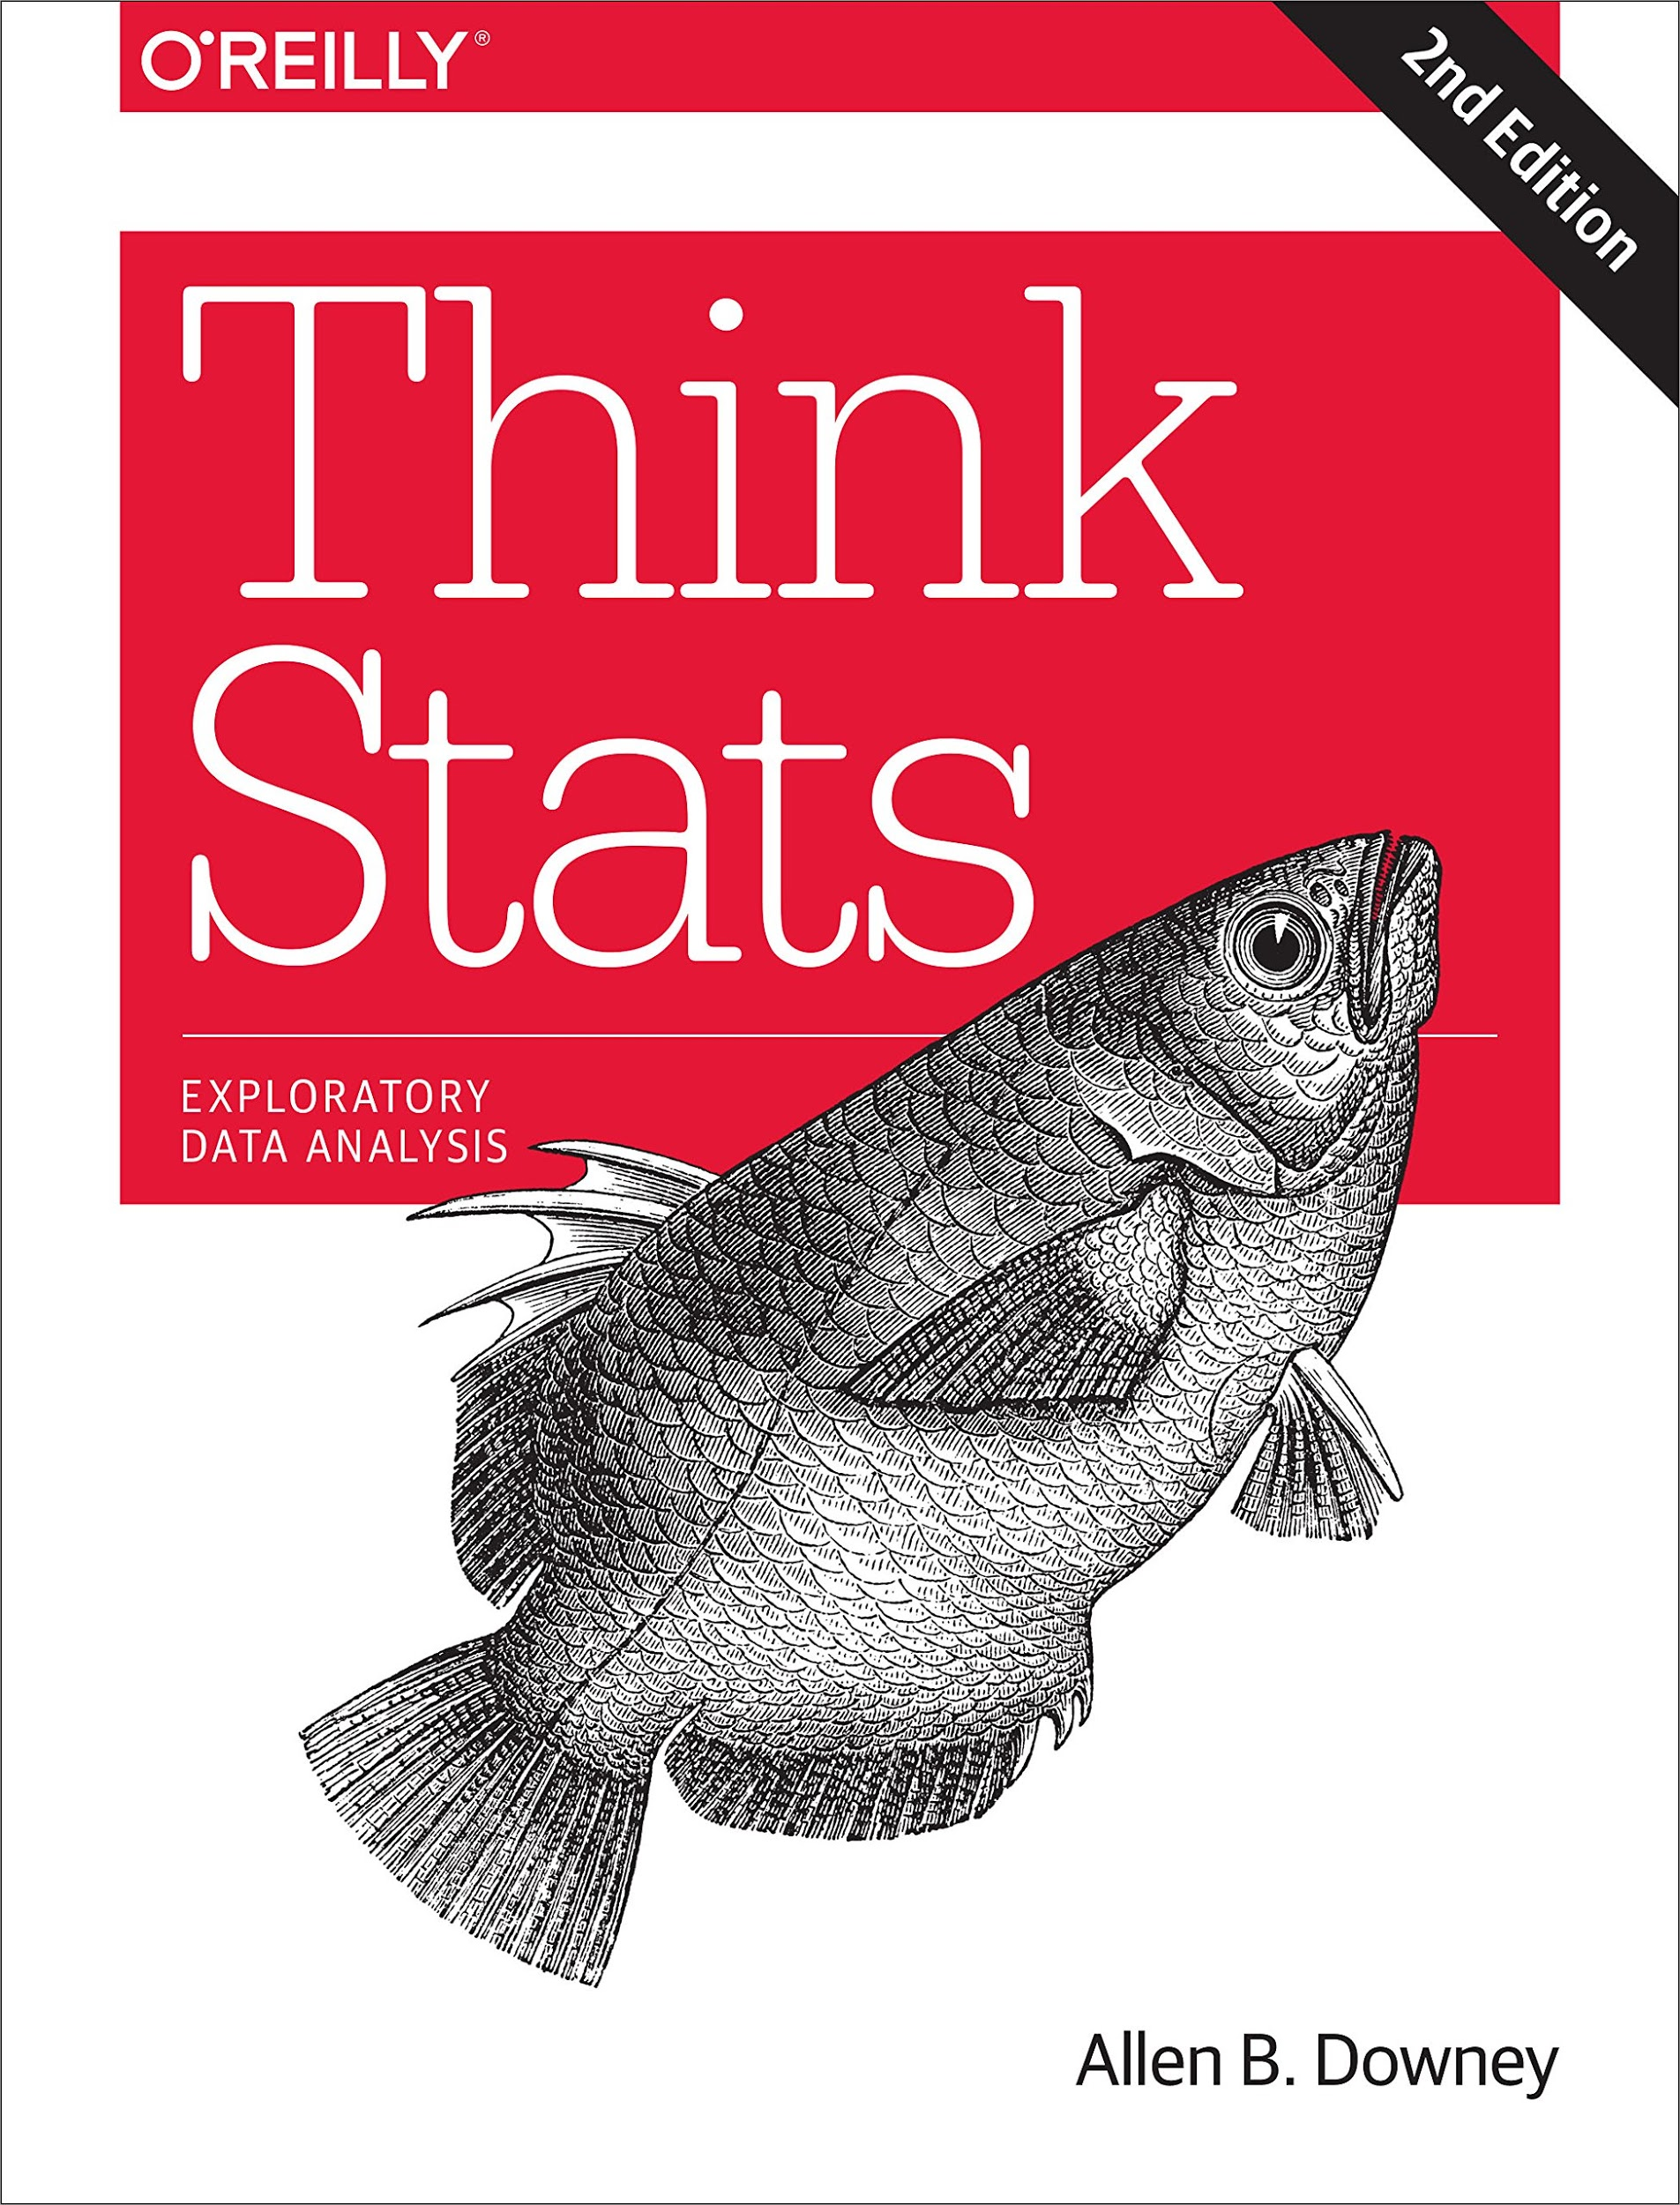 O'REILLY®
2nd Edition
Think
Stats
EXPLORATORY
DATA ANALYSIS
Allen B. Downey